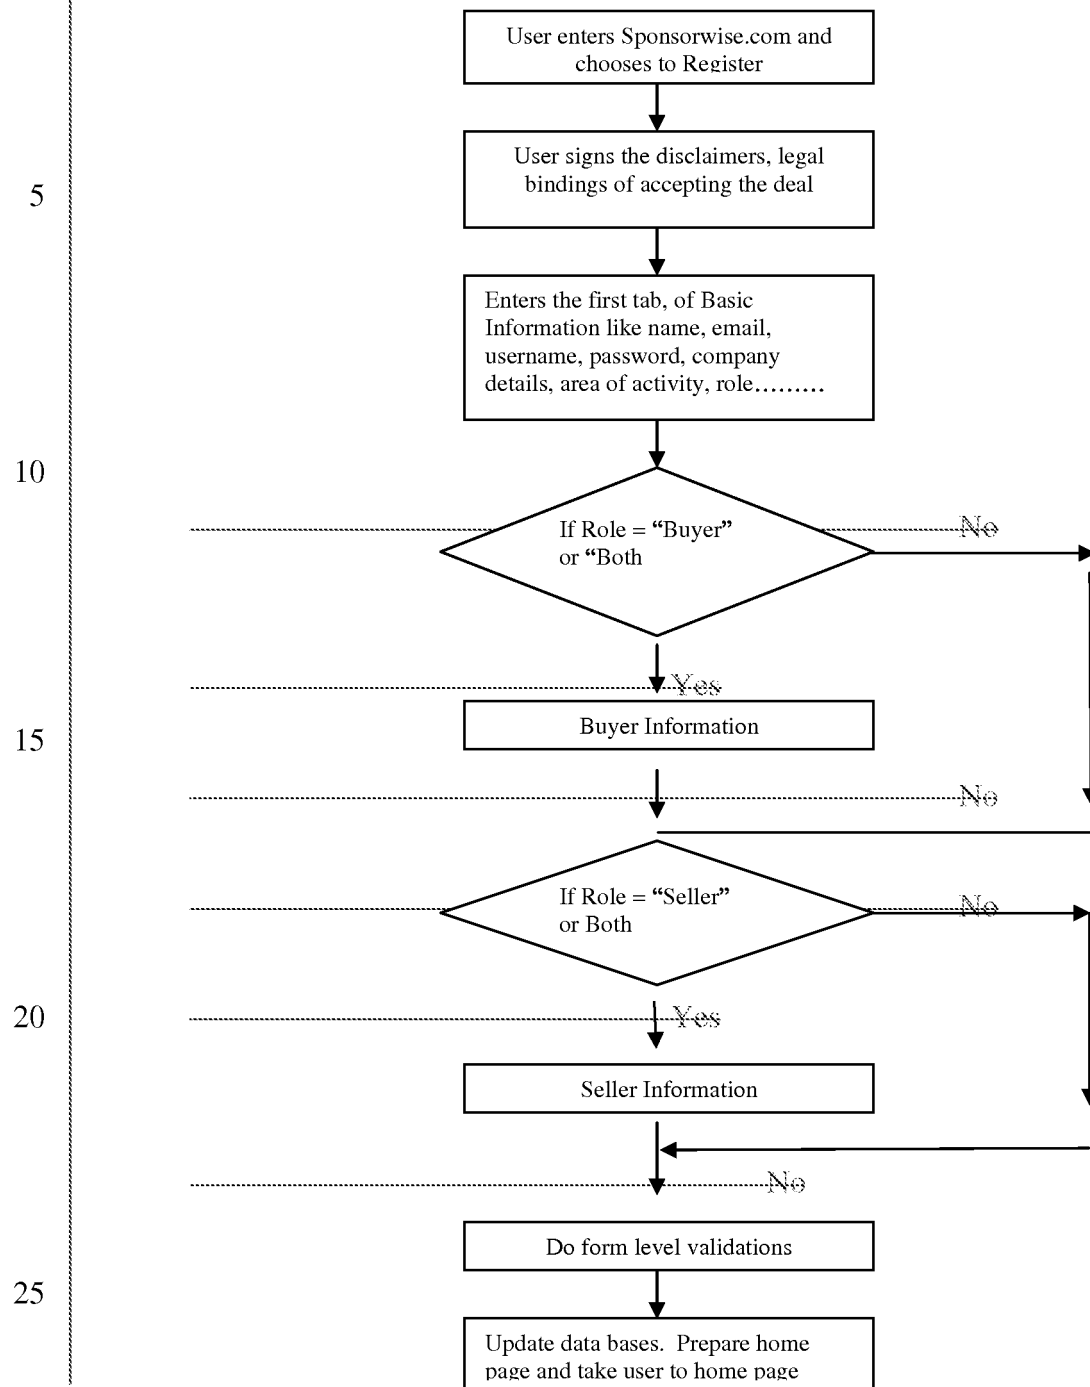 User enters Sponsorwise.com and
chooses to Register
User signs the disclaimers, legal
bindings of accepting the deal
5
Enters the first tab, of Basic
Information like name, email,
username, password, company
details, area of activity, role.........
10
If Role = “Buyer”
or “Both
No
Yes
Buyer Information
15
No
If Role = “Seller”
or Both
No
Yes
20
Seller Information
No
Do form level validations
25
Update data bases. Prepare home
page and take user to home page